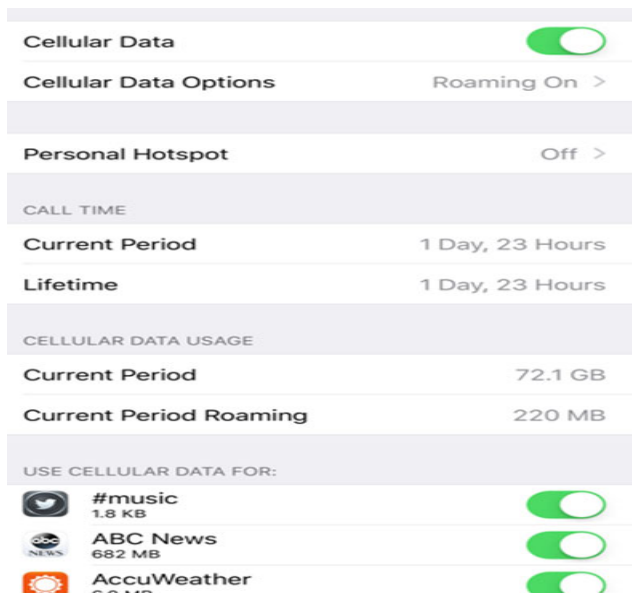 Cellular Data
Cellular Data Options Roaming On >
Personal Hotspot Off >
CALL TIME
Current Period 1 Day, 23 Hours
Lifetime 1 Day, 23 Hours
CELLULAR DATA USAGE
Current Period 72.1 GB
Current Period Roaming 220 MB
USE CELLULAR DATA FOR:
#music
1.8 KB
abc NEWS
ABC News
682 MB
AccuWeather